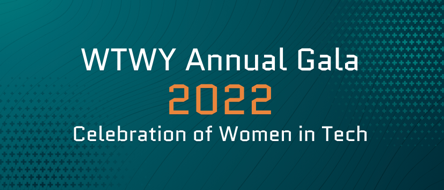 WTWY Annual Gala
2022
Celebration of Women in Tech